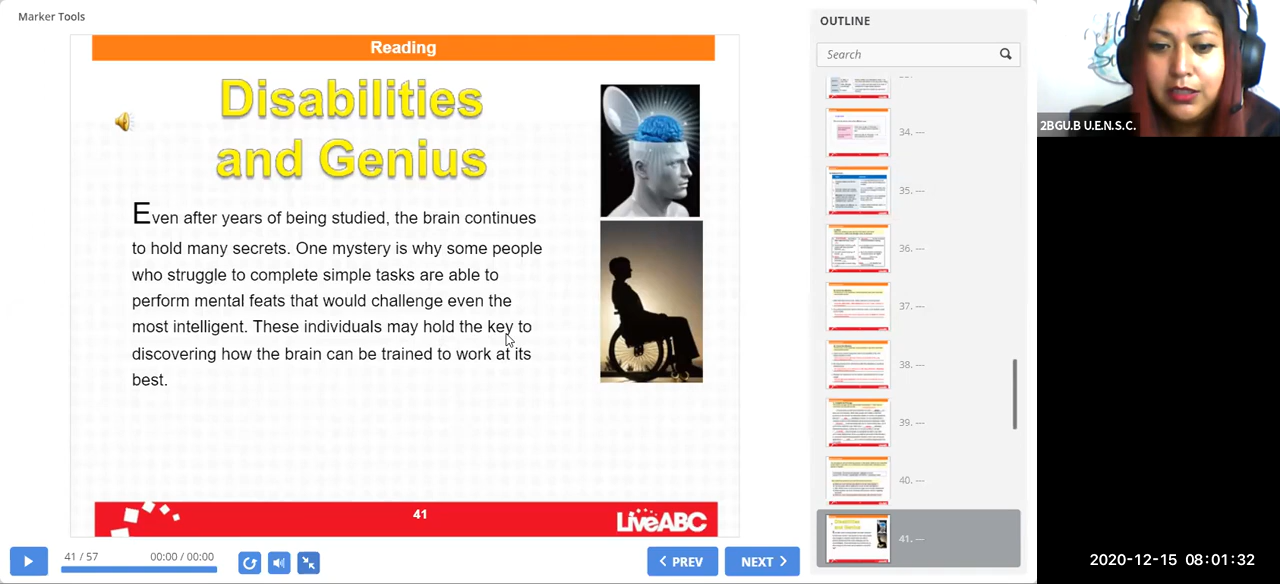 Marker Tools
Reading
Disabilities
and Genius
Even after years of being studied, the brain continues
to hold many secrets. One mystery is why some people
who struggle to complete simple tasks are able to
perform mental feats that would challenge even the
most intelligent. These individuals may hold the key to
discovering how the brain can be trained to work at its
best.
41
LiveABC
41 / 57
00:00
PREV
NEXT
OUTLINE
Search
34. —
35. —
36. —
37. —
38. —
39. —
40. —
41. —
2BGU.B U.E.N.S.C.
2020-12-15 08:01:32